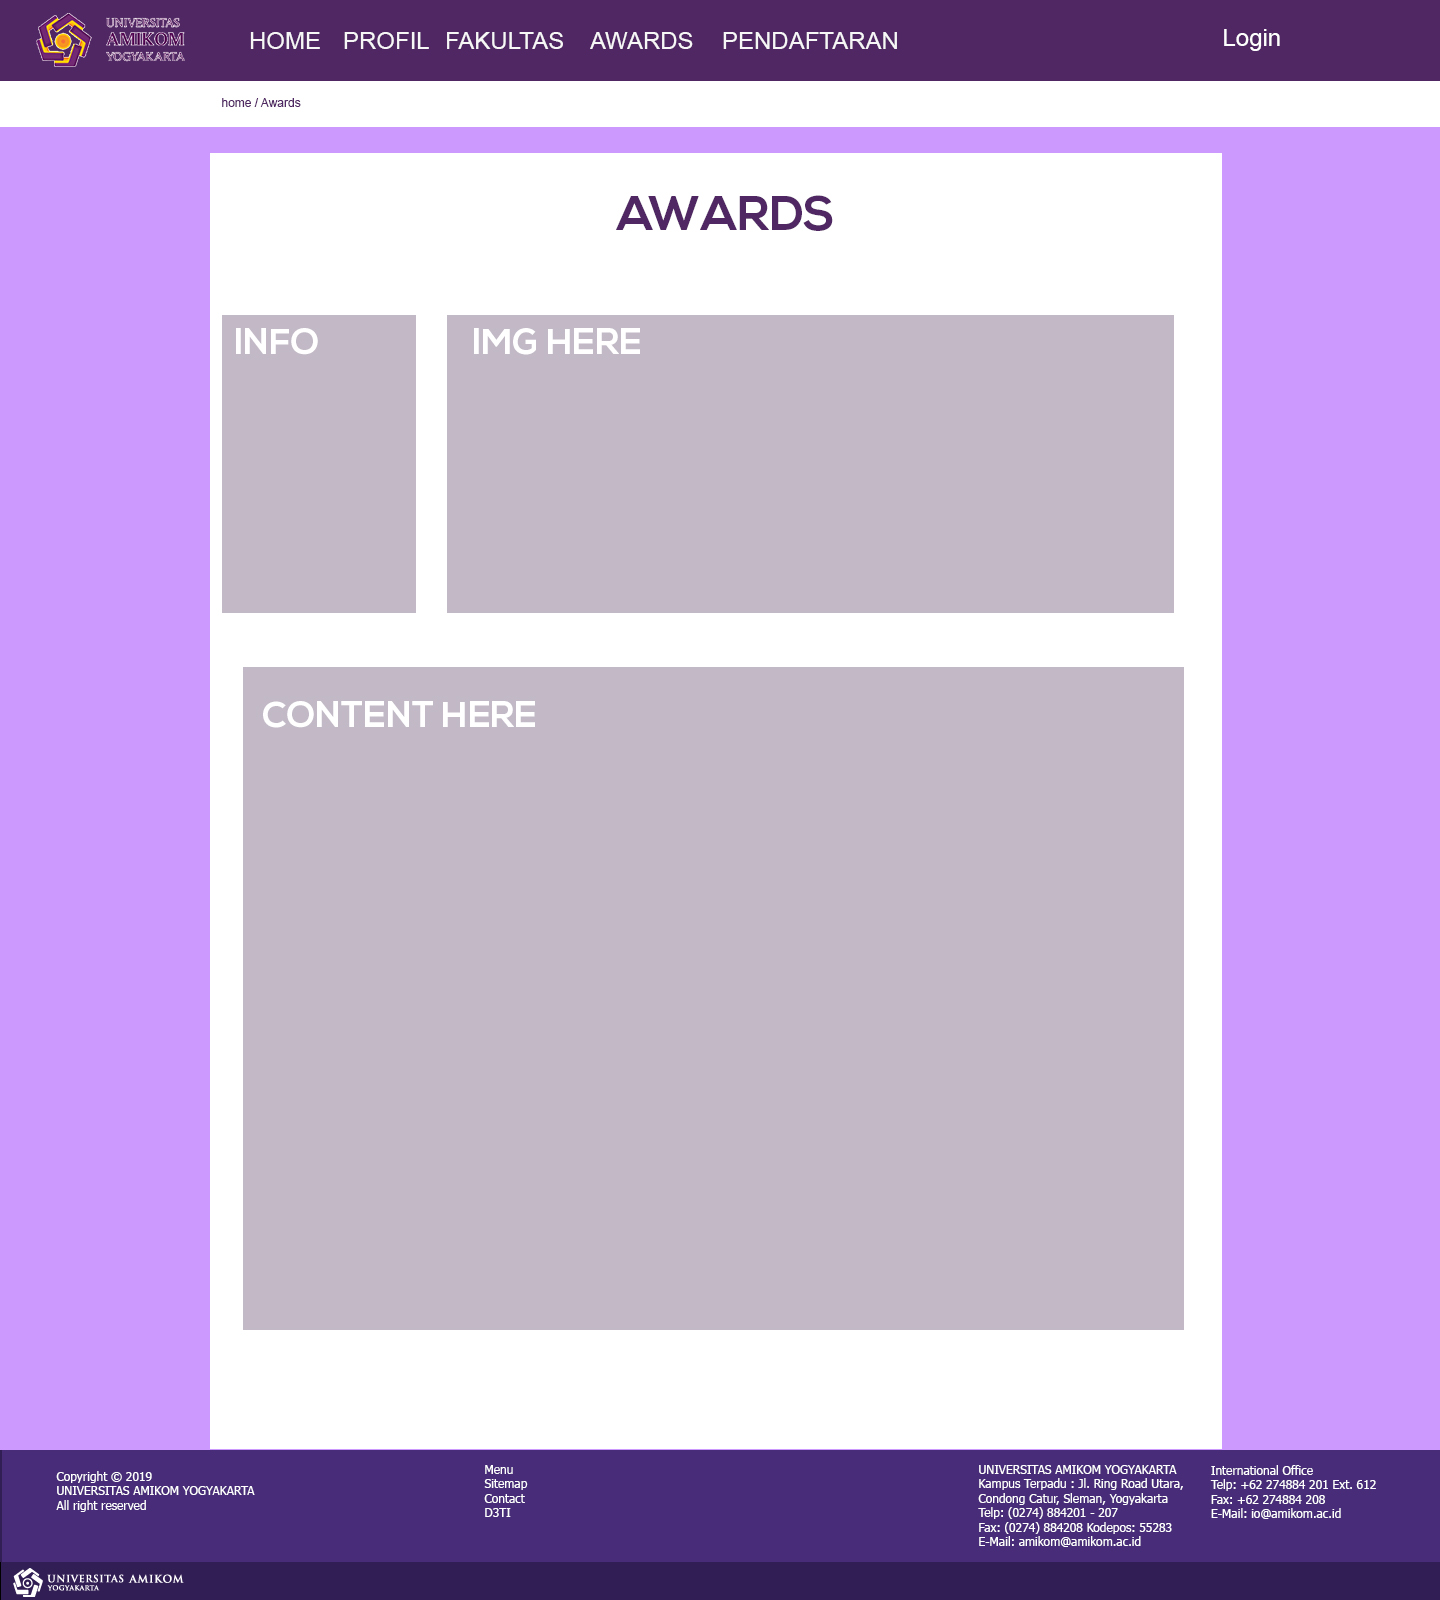 UNIVERSITAS
AMIKOM
YOGYAKARTA
HOME PROFIL FAKULTAS AWARDS PENDAFTARAN
Login
home / Awards
AWARDS
INFO
IMG HERE
CONTENT HERE
Copyright © 2019
UNIVERSITAS AMIKOM YOGYAKARTA
All right reserved
Menu
Sitemap
Contact
D3TI
UNIVERSITAS AMIKOM YOGYAKARTA
Kampus Terpadu : Jl. Ring Road Utara,
Condong Catur, Sleman, Yogyakarta
Telp: (0274) 884201 - 207
Fax: (0274) 884208 Kodepos: 55283
E-Mail: amikom@amikom.ac.id
International Office
Telp: +62 274884 201 Ext. 612
Fax: +62 274884 208
E-Mail: io@amikom.ac.id
UNIVERSITAS AMIKOM
YOGYAKARTA